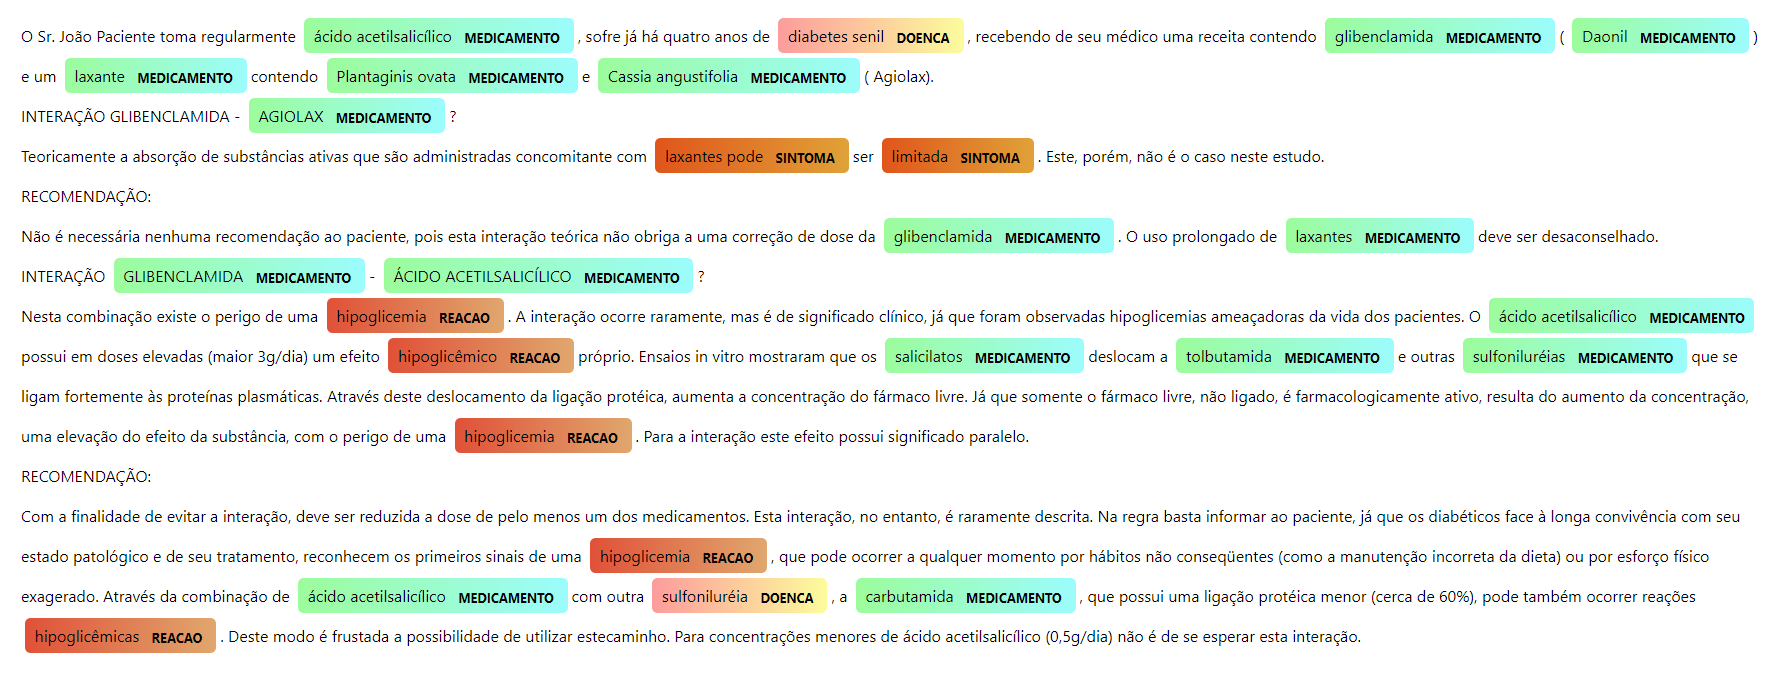 O Sr. João Paciente toma regularmente ácido acetilsalicílico MEDICAMENTO , sofre já há quatro anos de diabetes senil DOENCA , recebendo de seu médico uma receita contendo glibenclamida MEDICAMENTO ( Daonil MEDICAMENTO )
e um laxante MEDICAMENTO contendo Plantaginis ovata MEDICAMENTO e Cassia angustifolia MEDICAMENTO ( Agiolax).
INTERAÇÃO GLIBENCLAMIDA - AGIOLAX MEDICAMENTO ?
Teoricamente a absorção de substâncias ativas que são administradas concomitante com laxantes pode SINTOMA ser limitada SINTOMA . Este, porém, não é o caso neste estudo.
RECOMENDAÇÃO:
Não é necessária nenhuma recomendação ao paciente, pois esta interação teórica não obriga a uma correção de dose da glibenclamida MEDICAMENTO . O uso prolongado de laxantes MEDICAMENTO deve ser desaconselhado.
INTERAÇÃO GLIBENCLAMIDA MEDICAMENTO - ÁCIDO ACETILSALICÍLICO MEDICAMENTO ?
Nesta combinação existe o perigo de uma hipoglicemia REACAO . A interação ocorre raramente, mas é de significado clínico, já que foram observadas hipoglicemias ameaçadoras da vida dos pacientes. O ácido acetilsalicílico MEDICAMENTO
possui em doses elevadas (maior 3g/dia) um efeito hipoglicêmico REACAO próprio. Ensaios in vitro mostraram que os salicilatos MEDICAMENTO deslocam a tolbutamida MEDICAMENTO e outras sulfoniluréias MEDICAMENTO que se
ligam fortemente às proteínas plasmáticas. Através deste deslocamento da ligação protéica, aumenta a concentração do fármaco livre. Já que somente o fármaco livre, não ligado, é farmacologicamente ativo, resulta do aumento da concentração,
uma elevação do efeito da substância, com o perigo de uma hipoglicemia REACAO . Para a interação este efeito possui significado paralelo.
RECOMENDAÇÃO:
Com a finalidade de evitar a interação, deve ser reduzida a dose de pelo menos um dos medicamentos. Esta interação, no entanto, é raramente descrita. Na regra basta informar ao paciente, já que os diabéticos face à longa convivência com seu
estado patológico e de seu tratamento, reconhecem os primeiros sinais de uma hipoglicemia REACAO , que pode ocorrer a qualquer momento por hábitos não conseqüentes (como a manutenção incorreta da dieta) ou por esforço físico
exagerado. Através da combinação de ácido acetilsalicílico MEDICAMENTO com outra sulfoniluréia DOENCA , a carbutamida MEDICAMENTO , que possui uma ligação protéica menor (cerca de 60%), pode também ocorrer reações
hipoglicêmicas REACAO . Deste modo é frustada a possibilidade de utilizar estecaminho. Para concentrações menores de ácido acetilsalicílico (0,5g/dia) não é de se esperar esta interação.